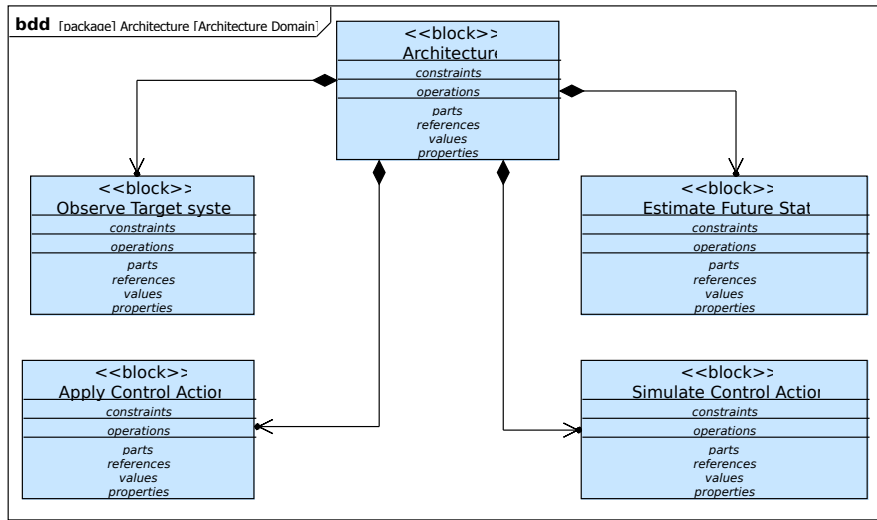 bdd [package] Architecture [Architecture Domain]
<<block>>
Architecture
constraints
operations
parts
references
values
properties
<<block>>
Observe Target syste
constraints
operations
parts
references
values
properties
<<block>>
Estimate Future Stat
constraints
operations
parts
references
values
properties
<<block>>
Apply Control Action
constraints
operations
parts
references
values
properties
<<block>>
Simulate Control Action
constraints
operations
parts
references
values
properties